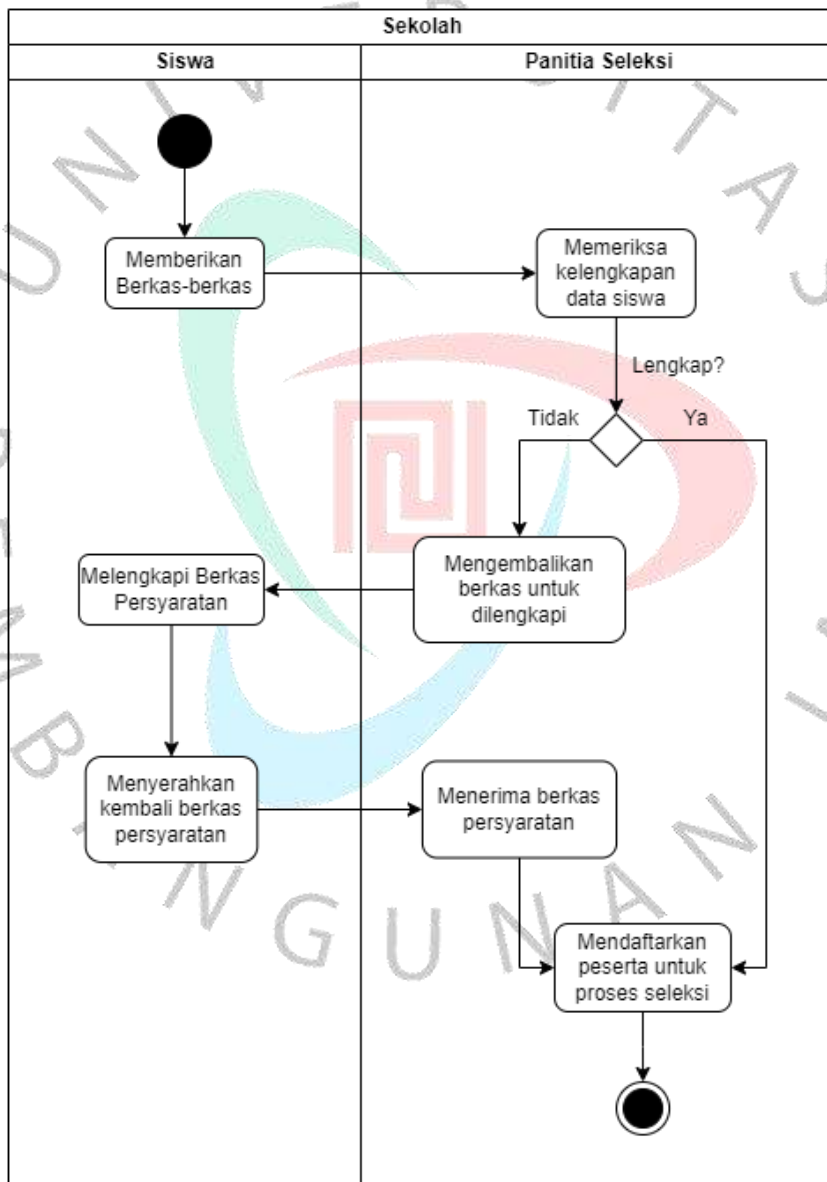 Sekolah
Siswa
Panitia Seleksi
Memberikan
Berkas-berkas
Memeriksa
kelengkapan
data siswa
Lengkap?
Tidak
Ya
Mengembalikan
berkas untuk
dilengkapi
Melengkapi Berkas
Persyaratan
Menyerahkan
kembali berkas
persyaratan
Menerima berkas
persyaratan
Mendaftarkan
peserta untuk
proses seleksi